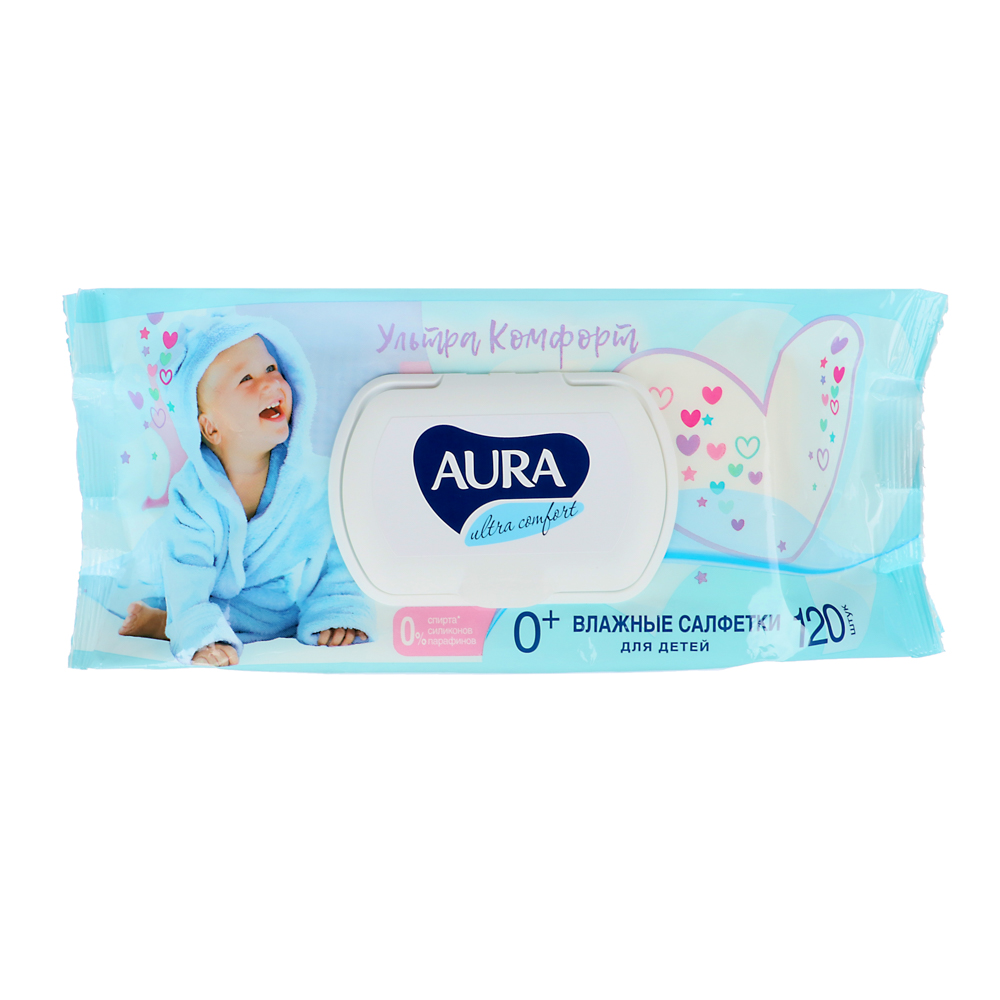 Ультра Комфорт
AURA
ultra comfort
0%
спирта*
силиконов
парафинов
0+
ВЛАЖНЫЕ САЛФЕТКИ
ДЛЯ ДЕТЕЙ
120 штук